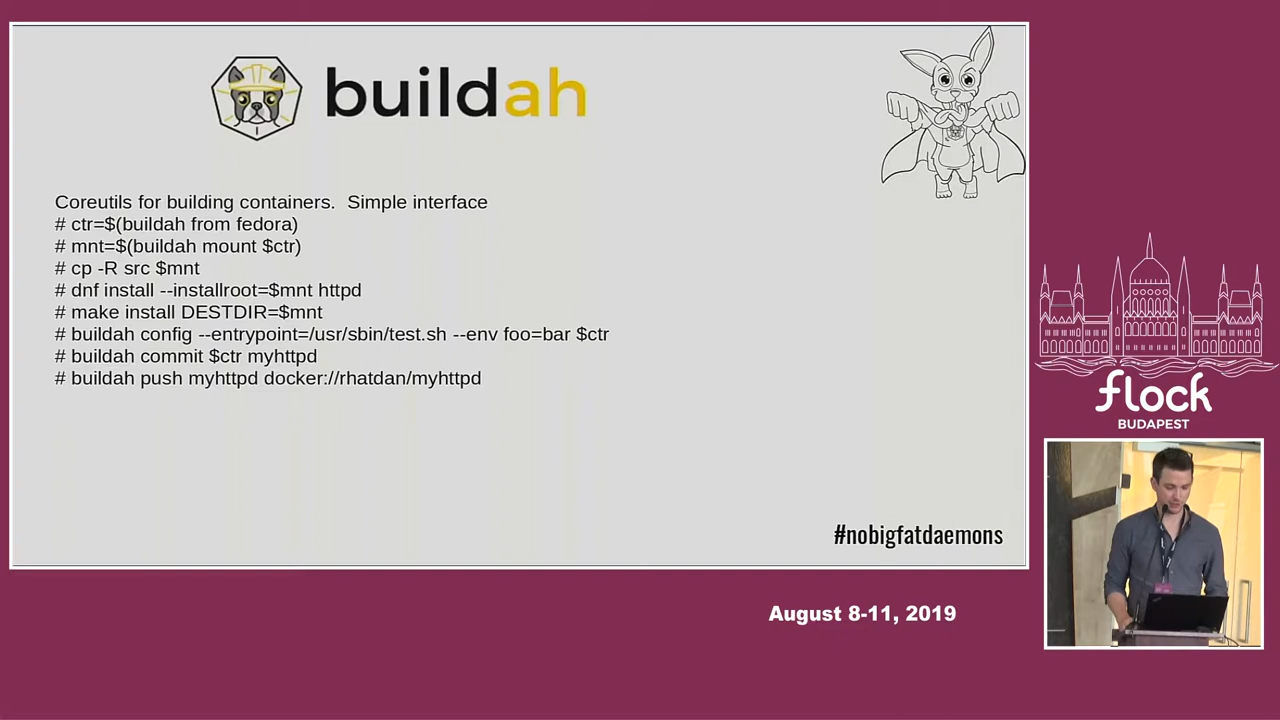 buildah
Coreutils for building containers.  Simple interface
# ctr=$(buildah from fedora)
# mnt=$(buildah mount $ctr)
# cp -R src $mnt
# dnf install --installroot=$mnt httpd
# make install DESTDIR=$mnt
# buildah config --entrypoint=/usr/sbin/test.sh --env foo=bar $ctr
# buildah commit $ctr myhttpd
# buildah push myhttpd docker://rhatdan/myhttpd
#nobigfatdaemons
flock
BUDAPEST
August 8-11, 2019